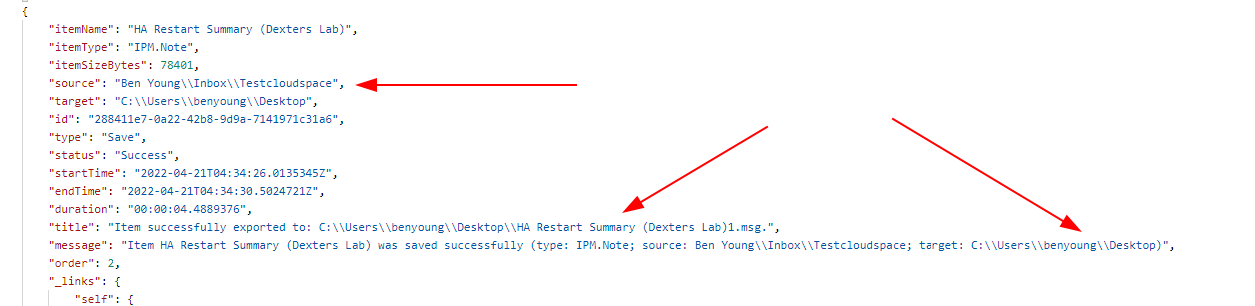 {
"itemName": "HA Restart Summary (Dexters Lab)",
"itemType": "IPM.Note",
"itemSizeBytes": 78401,
"source": "Ben Young\\Inbox\\Testcloudspace",
"target": "C:\\Users\\benyoung\\Desktop",
"id": "288411e7-0a22-42b8-9d9a-7141971c31a6",
"type": "Save",
"status": "Success",
"startTime": "2022-04-21T04:34:26.0135345Z",
"endTime": "2022-04-21T04:34:30.5024721Z",
"duration": "00:00:04.4889376",
"title": "Item successfully exported to: C:\\Users\\benyoung\\Desktop\\HA Restart Summary (Dexters Lab)1.msg.",
"message": "Item HA Restart Summary (Dexters Lab) was saved successfully (type: IPM.Note; source: Ben Young\\Inbox\\Testcloudspace; target: C:\\Users\\benyoung\\Desktop)",
"order": 2,
"_links": {
"self": {